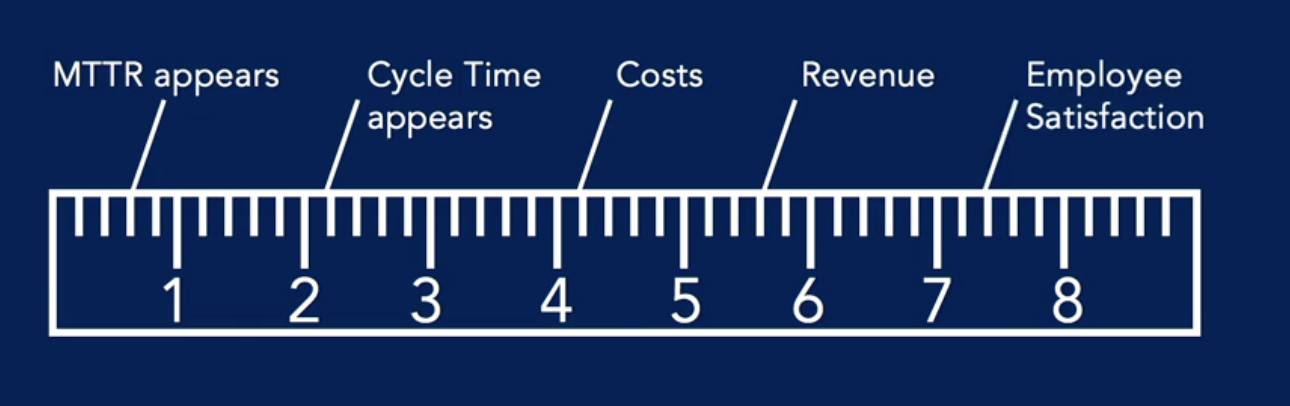 MTTR appears
Cycle Time
appears
Costs
Revenue
Employee
Satisfaction
1 2 3 4 5 6 7 8